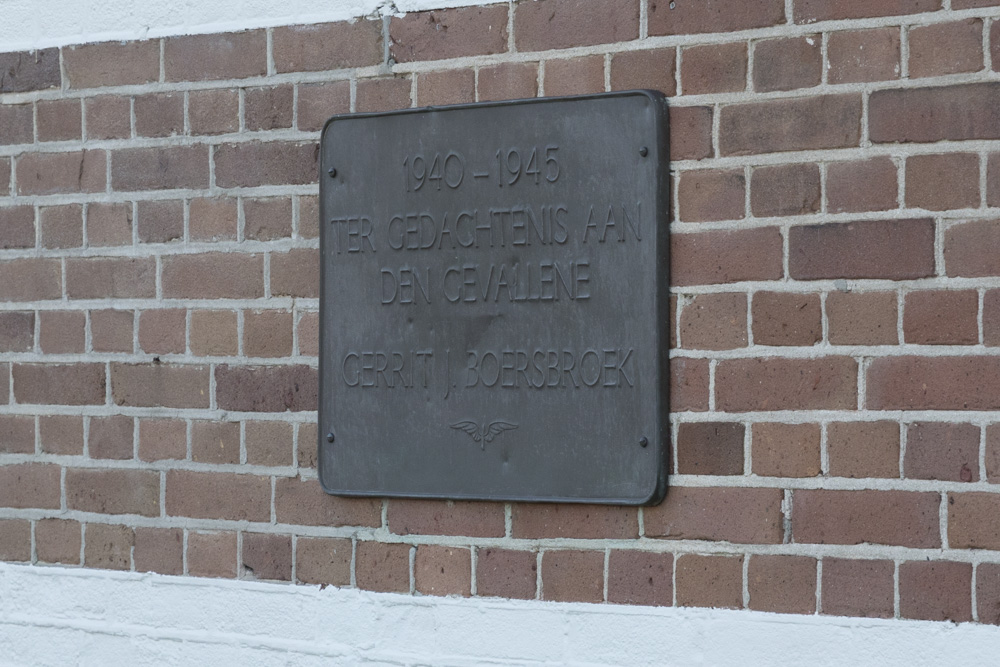 1940 - 1945
TER GEDACHTENIS AAN
DEN GEVALLENE
GERRIT J. BOERSBROEK